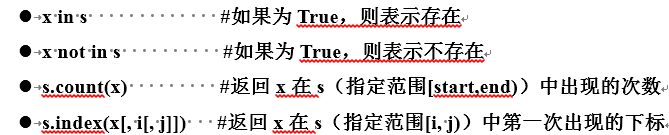 ● x in s #如果为 True，则表示存在
● x not in s #如果为 True，则表示不存在
● s.count(x) #返回 x 在 s（指定范围[start,end)）中出现的次数
● s.index(x[, i[, j]]) #返回 x 在 s（指定范围[i, j)）中第一次出现的下标